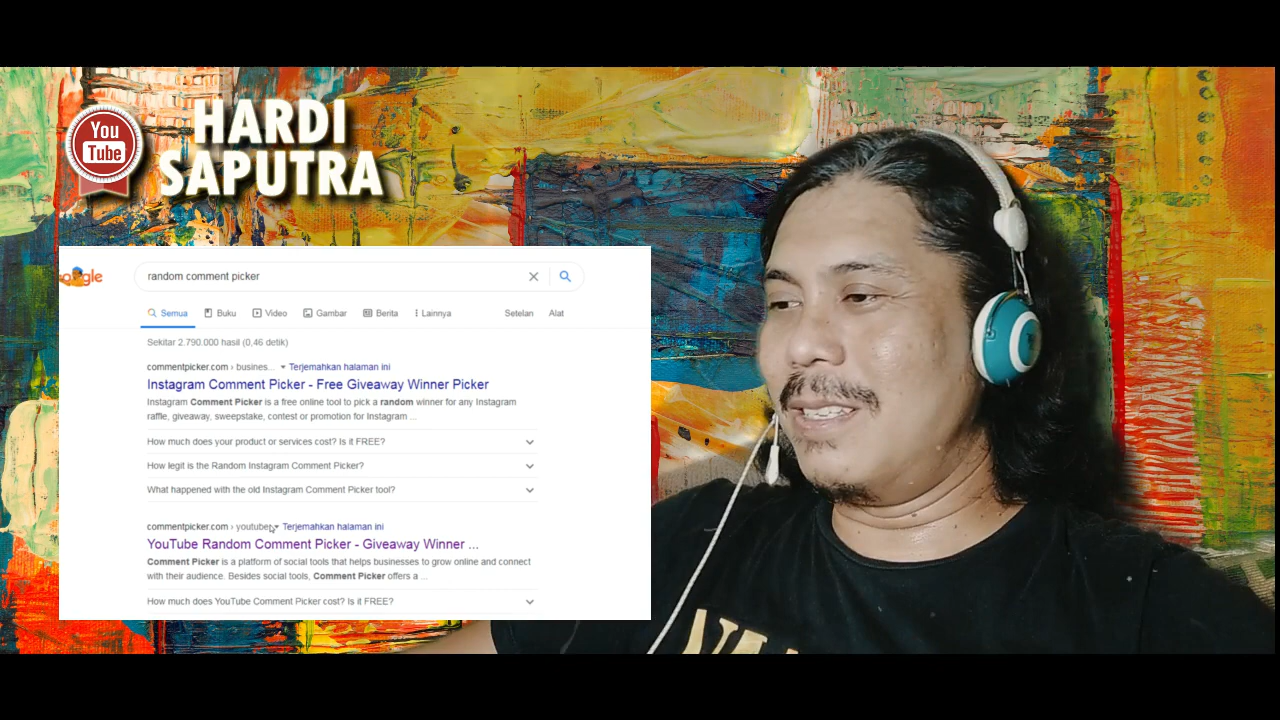 You
Tube
HARDI
SAPUTRA
oogle
random comment picker
Semua Buku Video Gambar Berita Lainnya Setelan Alat
Sekitar 2.790.000 hasil (0,46 detik)
commentpicker.com › busines... Terjemahkan halaman ini
Instagram Comment Picker - Free Giveaway Winner Picker
Instagram Comment Picker is a free online tool to pick a random winner for any Instagram
raffle, giveaway, sweepstake, contest or promotion for Instagram ...
How much does your product or services cost? Is it FREE?
How legit is the Random Instagram Comment Picker?
What happened with the old Instagram Comment Picker tool?
commentpicker.com › youtube Terjemahkan halaman ini
YouTube Random Comment Picker - Giveaway Winner ...
Comment Picker is a platform of social tools that helps businesses to grow online and connect
with their audience. Besides social tools, Comment Picker offers a ...
How much does YouTube Comment Picker cost? Is it FREE?